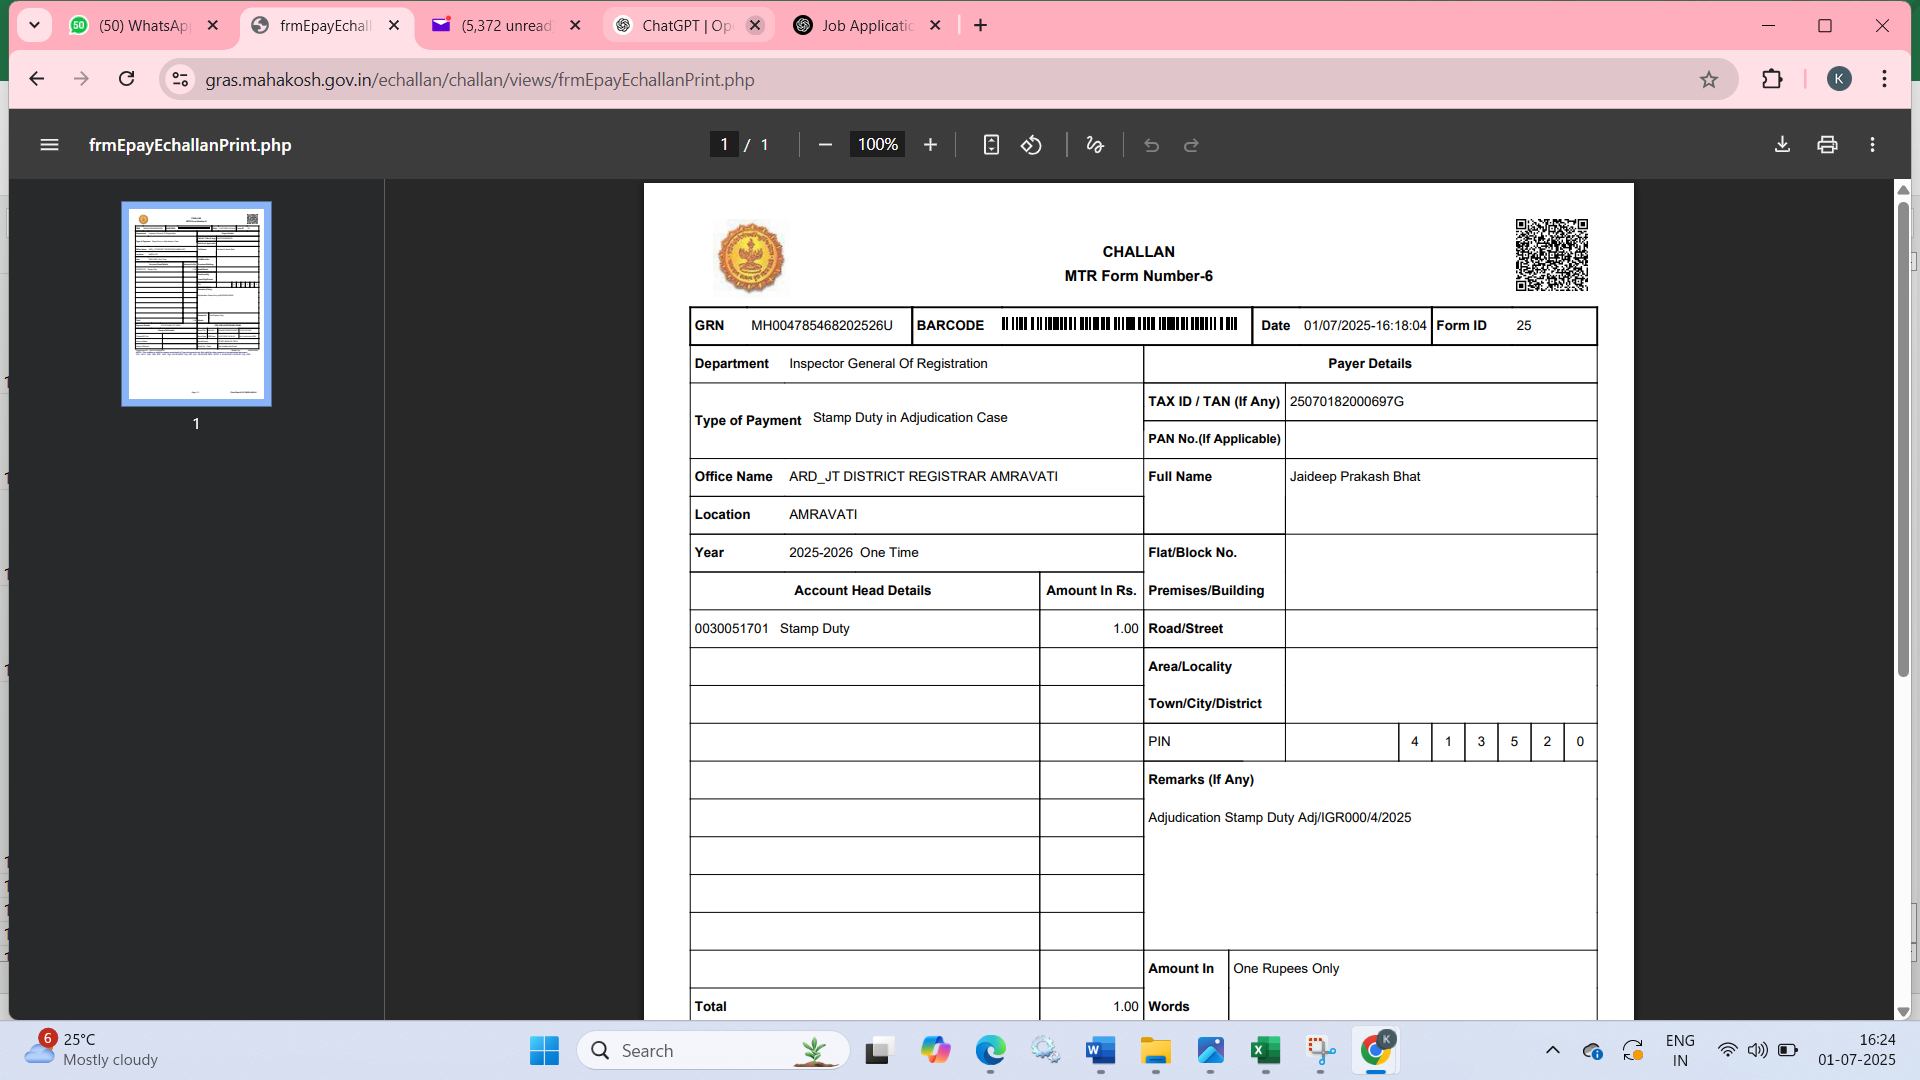 (50) WhatsApp
frmEpayEchall
(5,372 unread
ChatGPT | Op
Job Applicatic
gras.mahakosh.gov.in/echallan/challan/views/frmEpayEchallanPrint.php
K
frmEpayEchallanPrint.php
1 / 1
100%
1
CHALLAN
MTR Form Number-6
GRN MH004785468202526U BARCODE Date 01/07/2025-16:18:04 Form ID 25
Department Inspector General Of Registration Payer Details
Type of Payment Stamp Duty in Adjudication Case
TAX ID / TAN (If Any) 25070182000697G
PAN No.(If Applicable)
Office Name ARD_JT DISTRICT REGISTRAR AMRAVATI Full Name Jaideep Prakash Bhat
Location AMRAVATI
Year 2025-2026 One Time Flat/Block No.
Account Head Details Amount In Rs. Premises/Building
0030051701 Stamp Duty 1.00 Road/Street
Area/Locality
Town/City/District
PIN 4 1 3 5 2 0
Remarks (If Any)
Adjudication Stamp Duty Adj/IGR000/4/2025
Amount In One Rupees Only
Total 1.00 Words
6
25°C
Mostly cloudy
Search
ENG
IN
16:24
01-07-2025